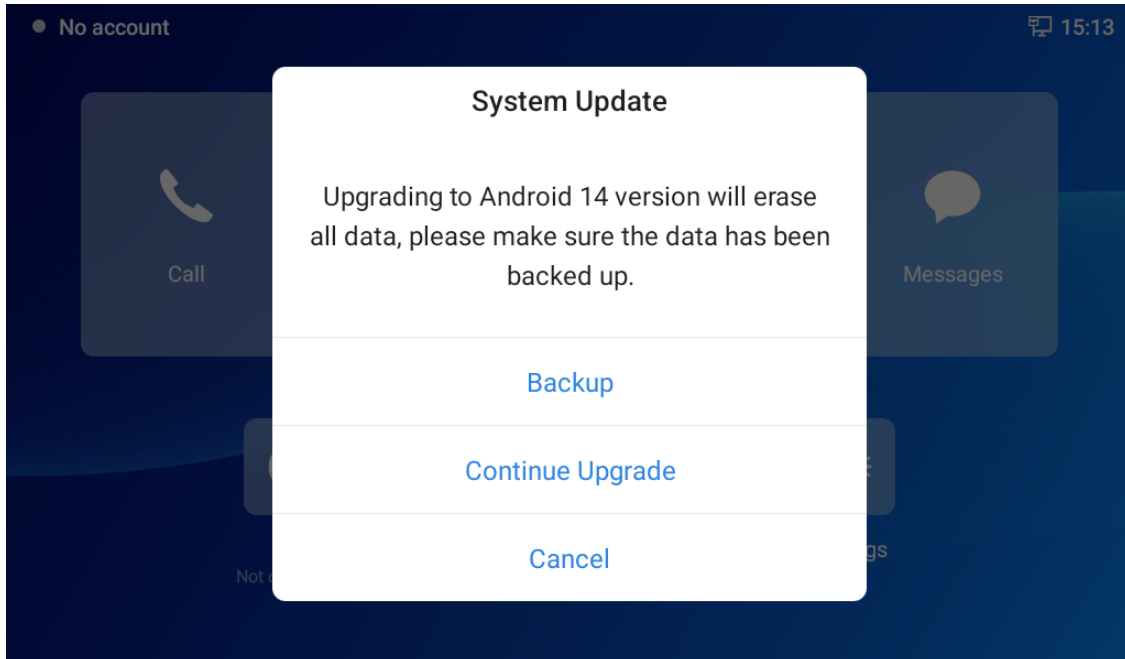 No account
15:13
System Update
Upgrading to Android 14 version will erase
all data, please make sure the data has been
backed up.
Call
Messages
Backup
Continue Upgrade
Cancel
Not
gs